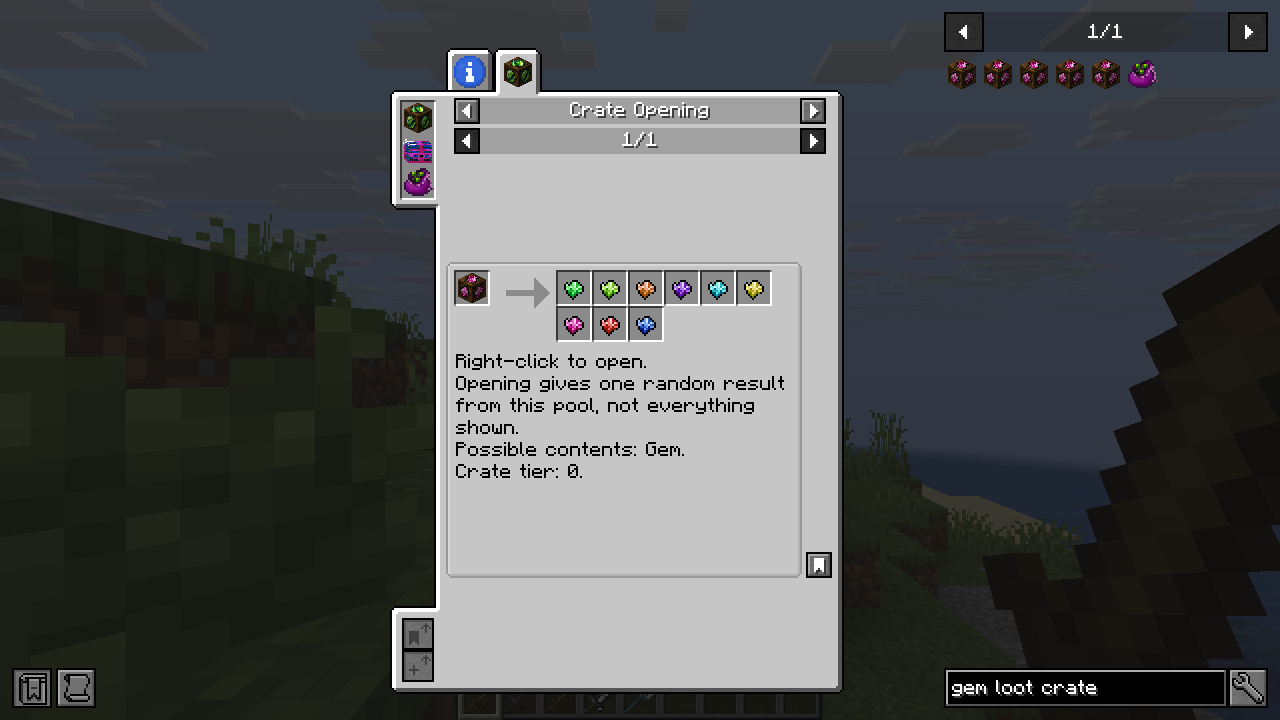 1/1
Crate Opening
1/1
Right-click to open.
Opening gives one random result
from this pool, not everything
shown.
Possible contents: Gem.
Crate tier: 0.
gem loot crate